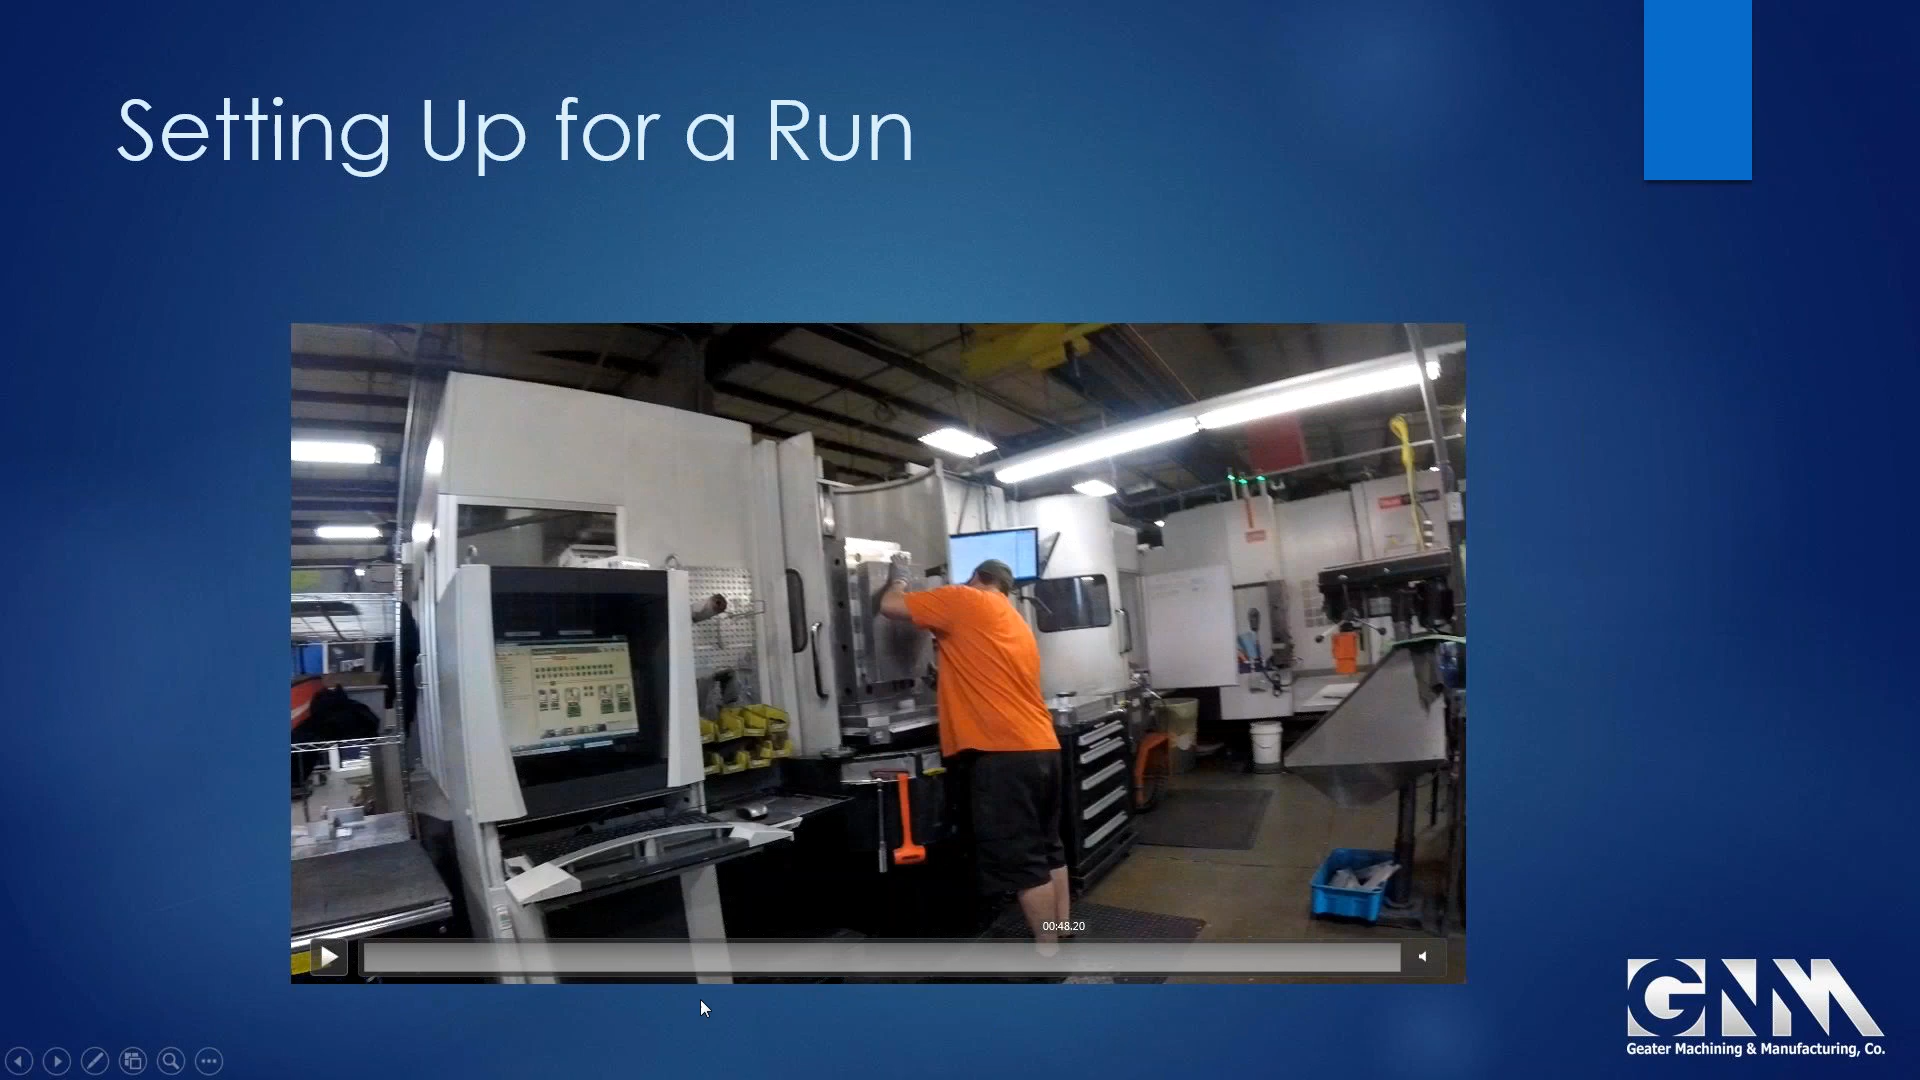 Setting Up for a Run
00:48.20
GMM
Geater Machining & Manufacturing, Co.